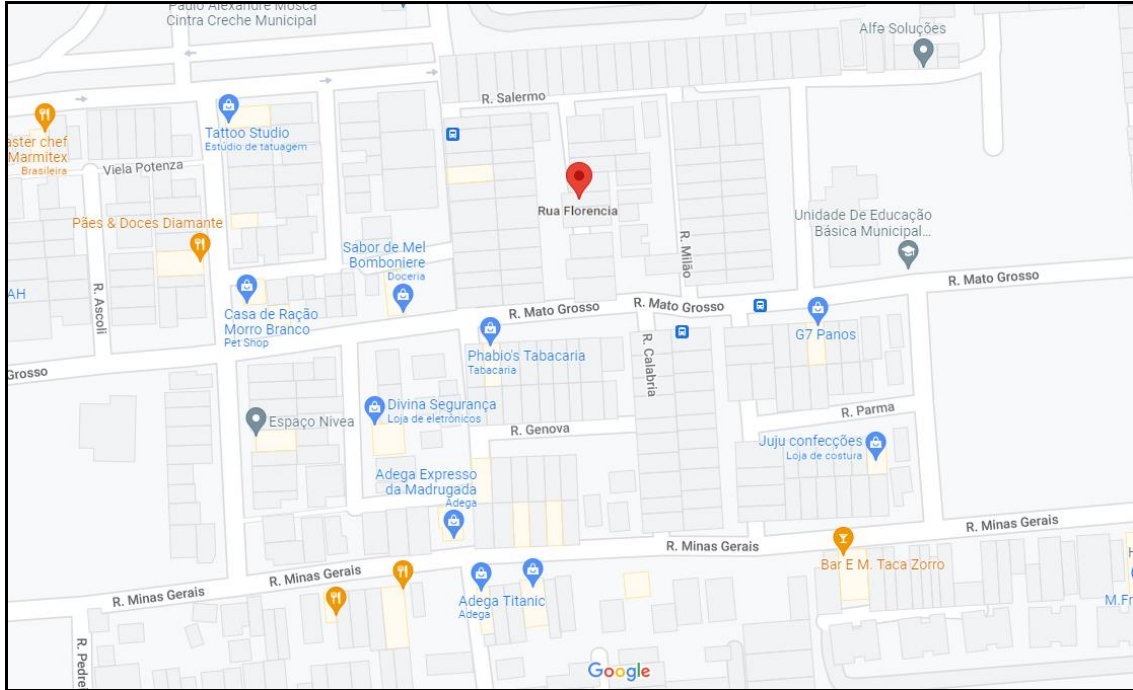 Paulo Alexandre Mosca
Cintra Creche Municipal
Alfa Soluções
R. Salermo
Tattoo Studio
Estúdio de tatuagem
aster chef
Marmitex
Brasileira
Viela Potenza
Rua Florencia
Pães & Doces Diamante
Unidade De Educação
Básica Municipal...
Sabor de Mel
Bomboniere
Doceria
R. Milão
R. Mato Grosso
AH
R. Ascoli
Casa de Ração
Morro Branco
Pet Shop
R. Mato Grosso
R. Mato Grosso
G7 Panos
Phabio's Tabacaria
Tabacaria
R. Calabria
Grosso
Divina Segurança
Loja de eletrônicos
R. Parma
Espaço Nivea
R. Genova
Juju confecções
Loja de costura
Adega Expresso
da Madrugada
Adega
R. Minas Gerais
R. Minas Gerais
Bar E M. Taca Zorro
R. Minas Gerais
R. Minas Gerais
Adega Titanic
Adega
H
M.Fr
R. Pedrei
Google